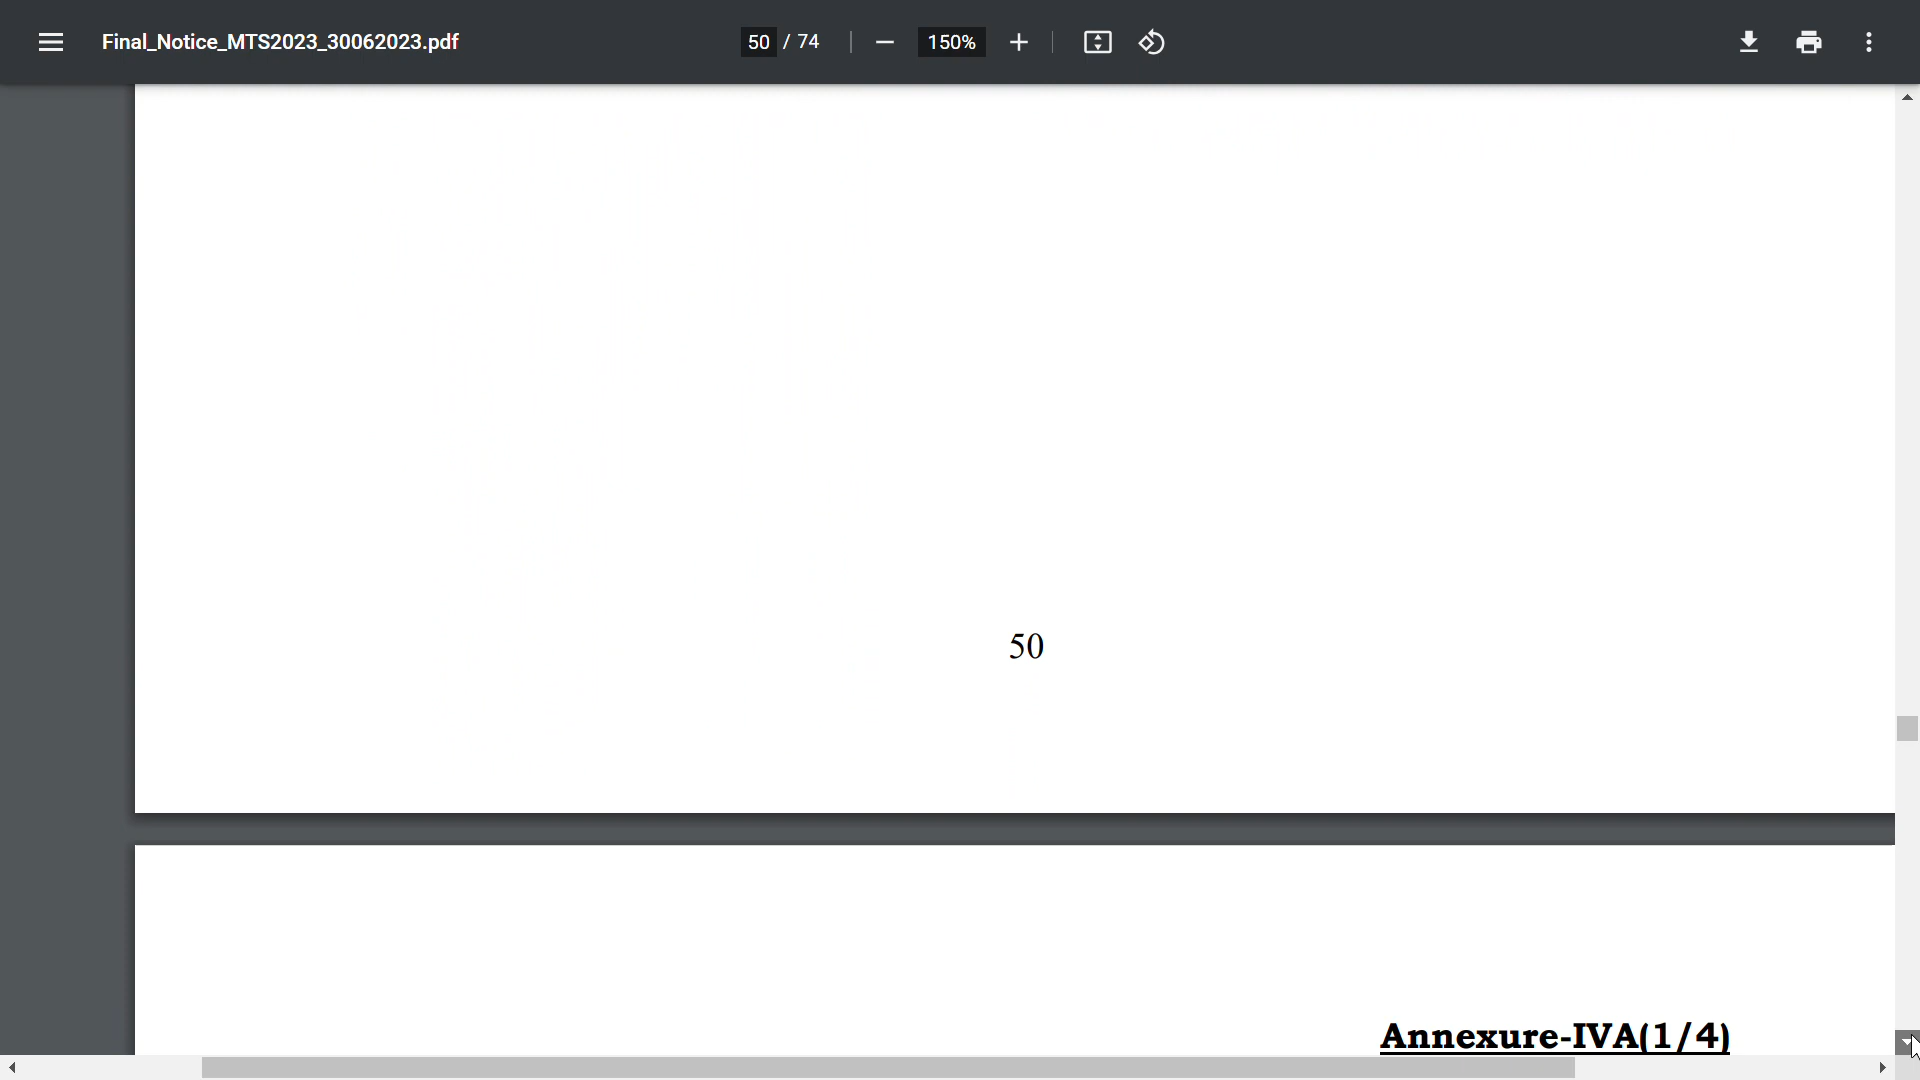 Final_Notice_MTS2023_30062023.pdf
50 / 74
150%
50
Annexure-IVA(1/4)